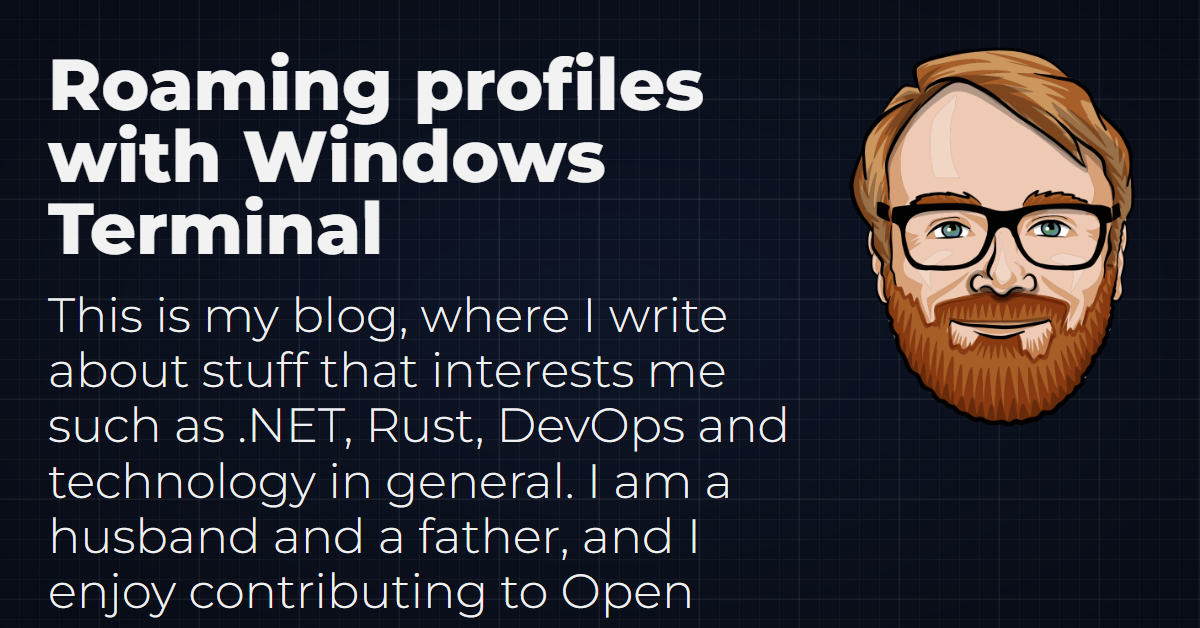 Roaming profiles
with Windows
Terminal
This is my blog, where I write
about stuff that interests me
such as .NET, Rust, DevOps and
technology in general. I am a
husband and a father, and I
enjoy contributing to Open